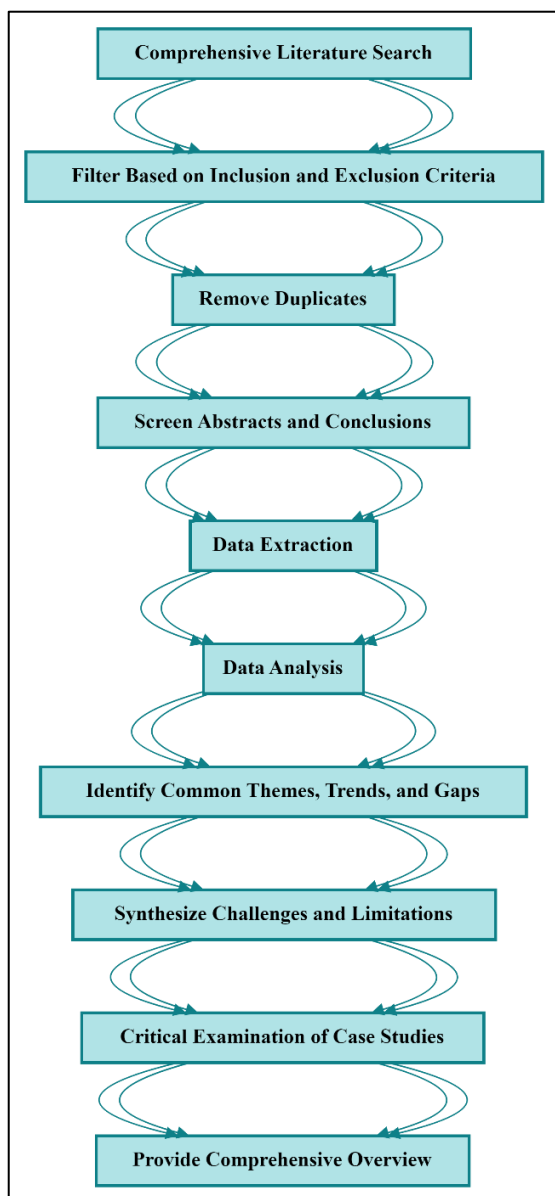 Comprehensive Literature Search
Filter Based on Inclusion and Exclusion Criteria
Remove Duplicates
Screen Abstracts and Conclusions
Data Extraction
Data Analysis
Identify Common Themes, Trends, and Gaps
Synthesize Challenges and Limitations
Critical Examination of Case Studies
Provide Comprehensive Overview